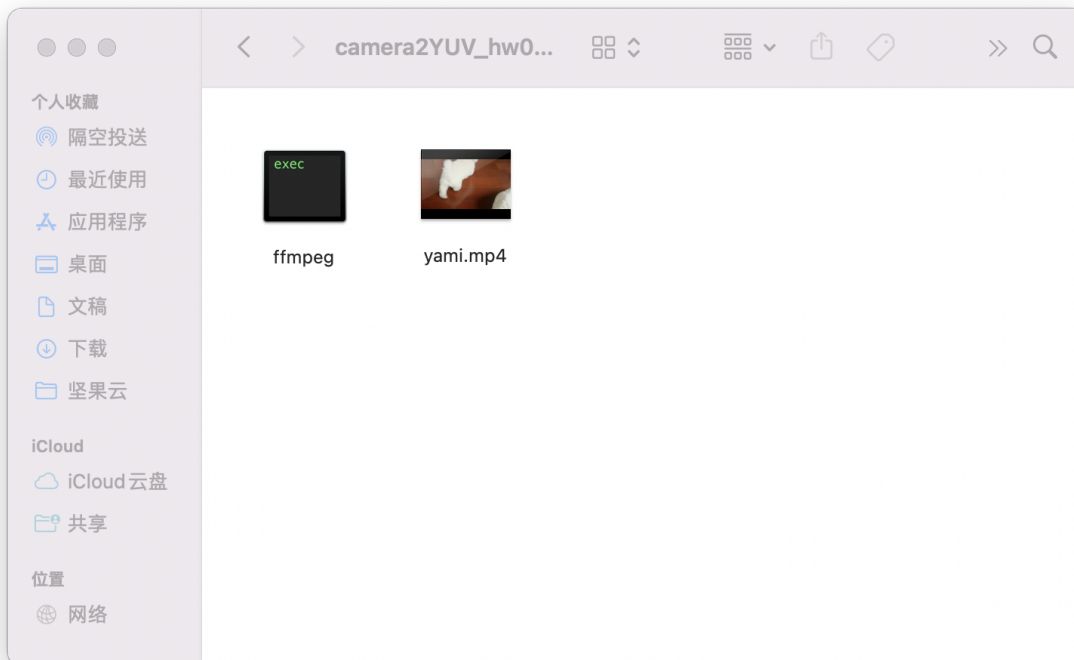 camera2YUV_hw0...
个人收藏
隔空投送
最近使用
应用程序
桌面
文稿
下载
坚果云
iCloud
iCloud云盘
共享
位置
网络
exec
ffmpeg
yami.mp4